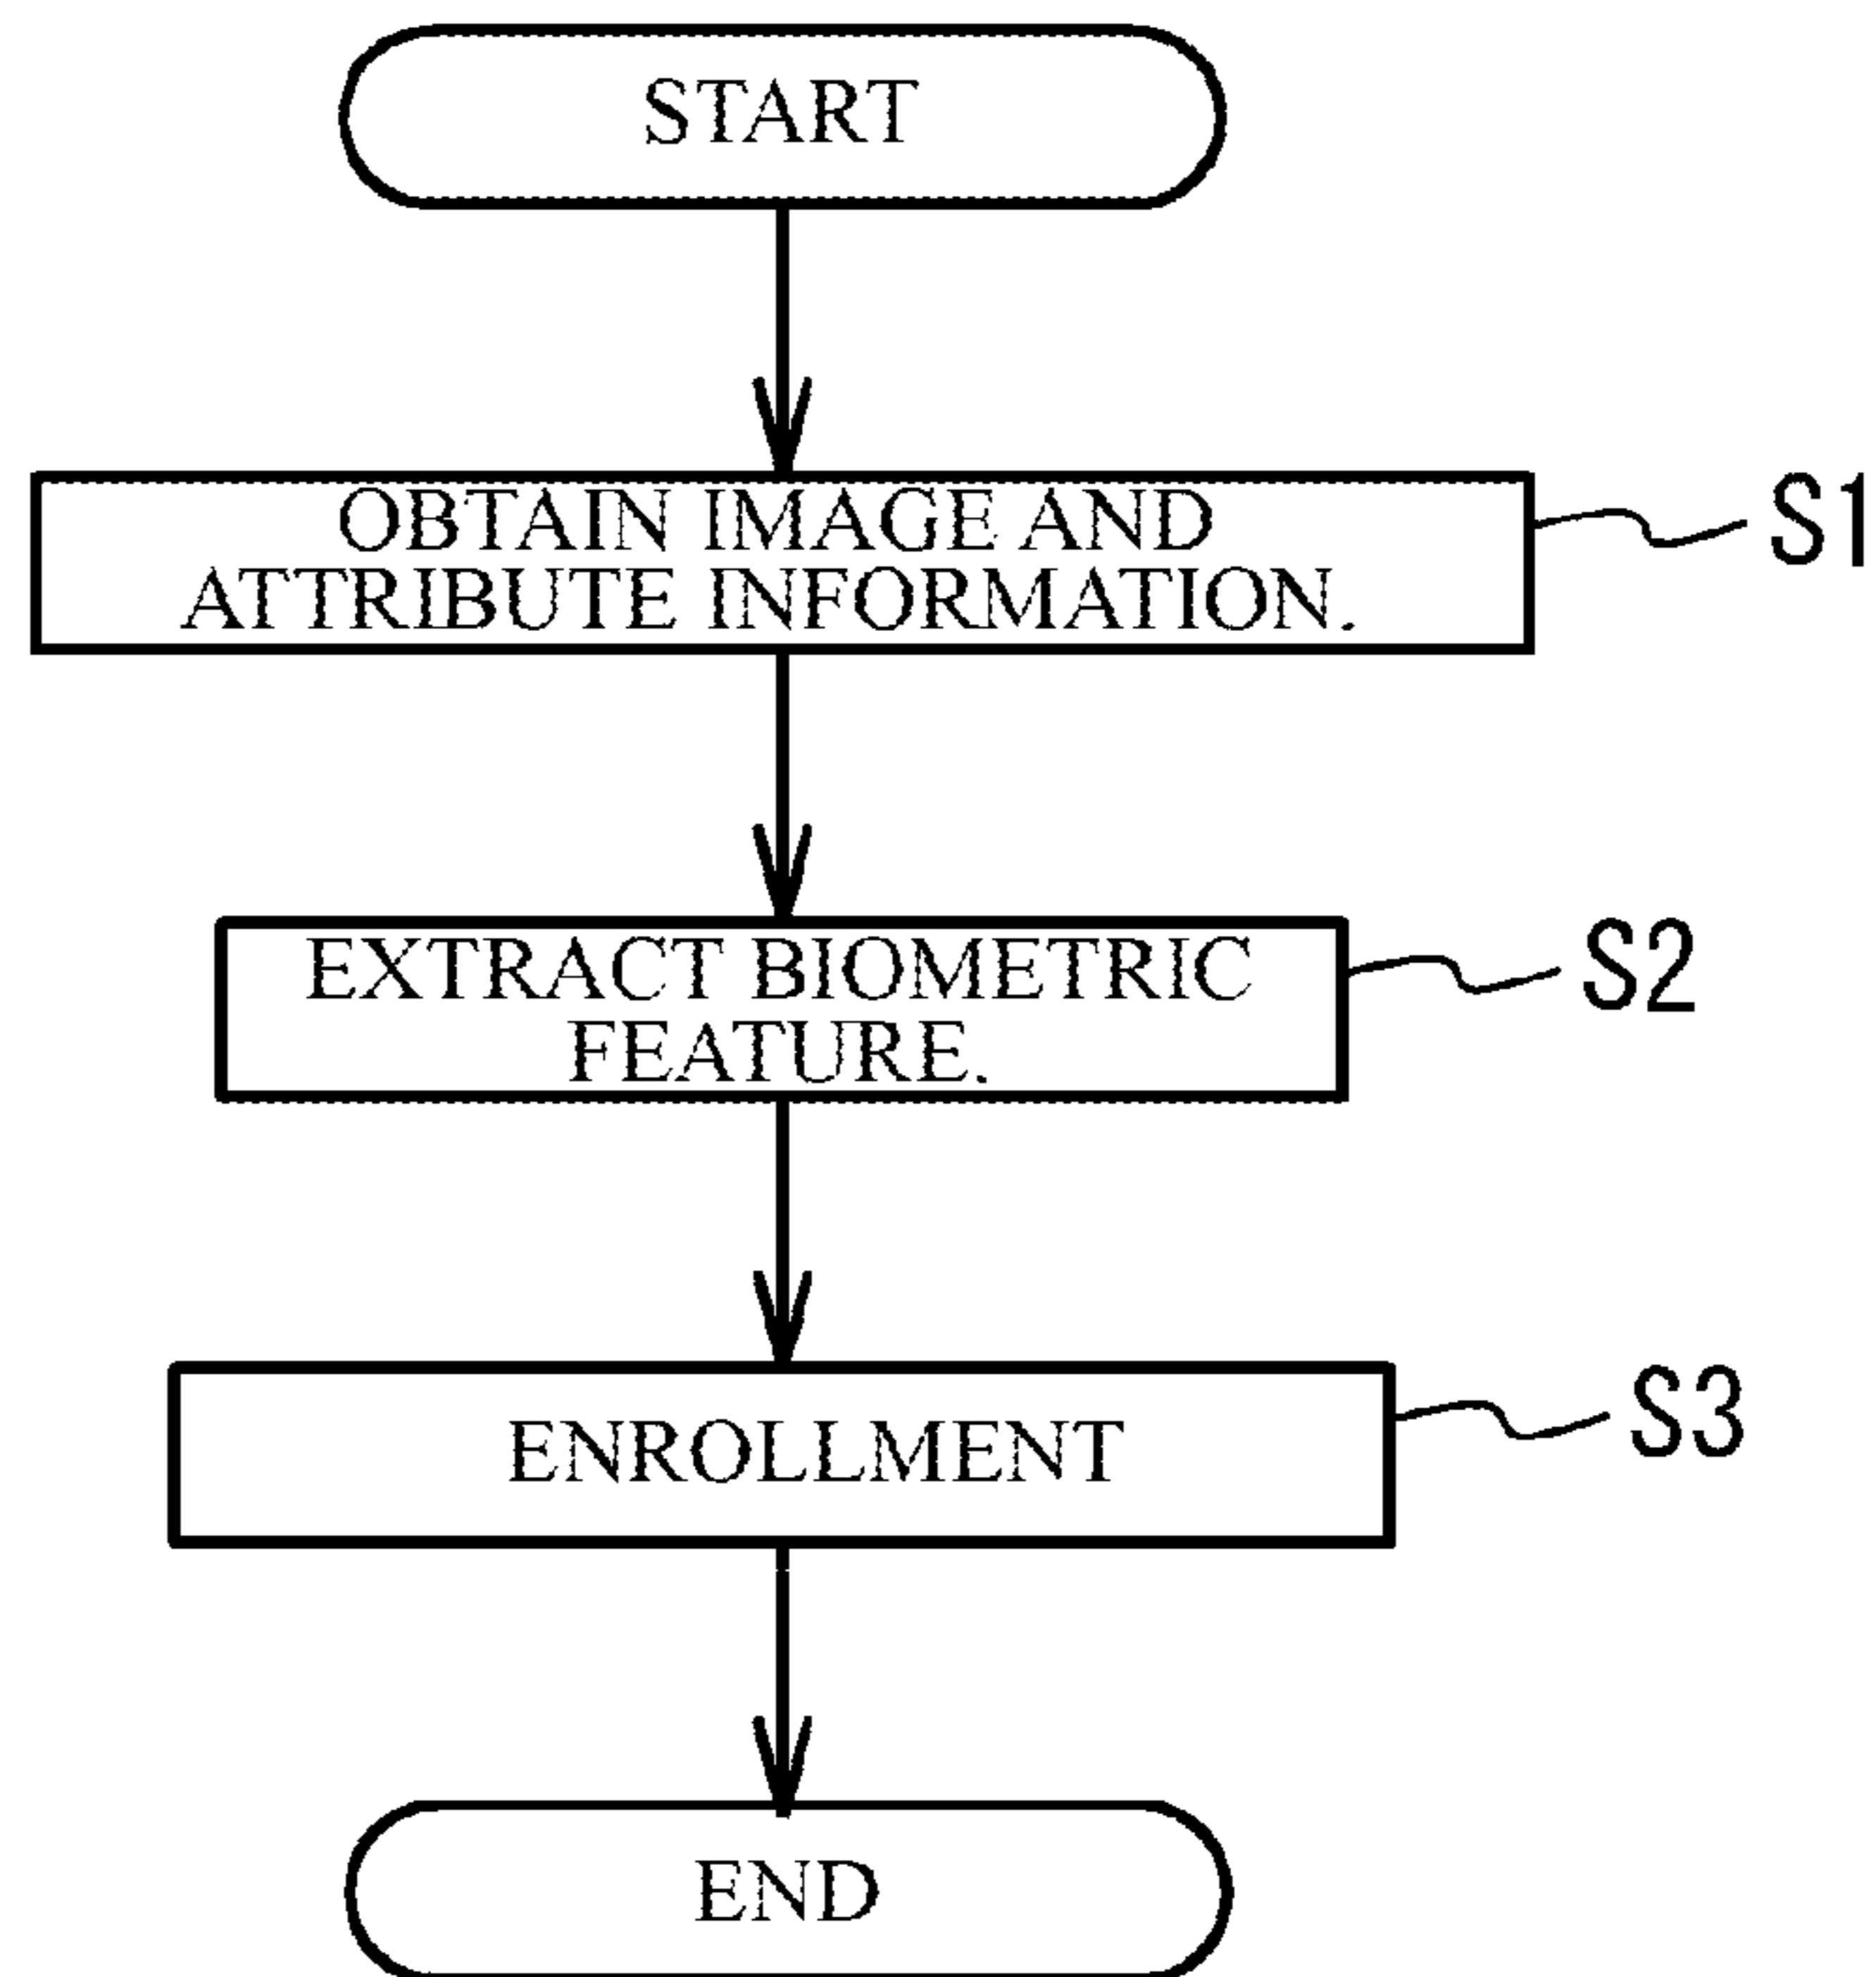 START
OBTAIN IMAGE AND
ATTRIBUTE INFORMATION.
S1
EXTRACT BIOMETRIC
FEATURE.
S2
ENROLLMENT
S3
END